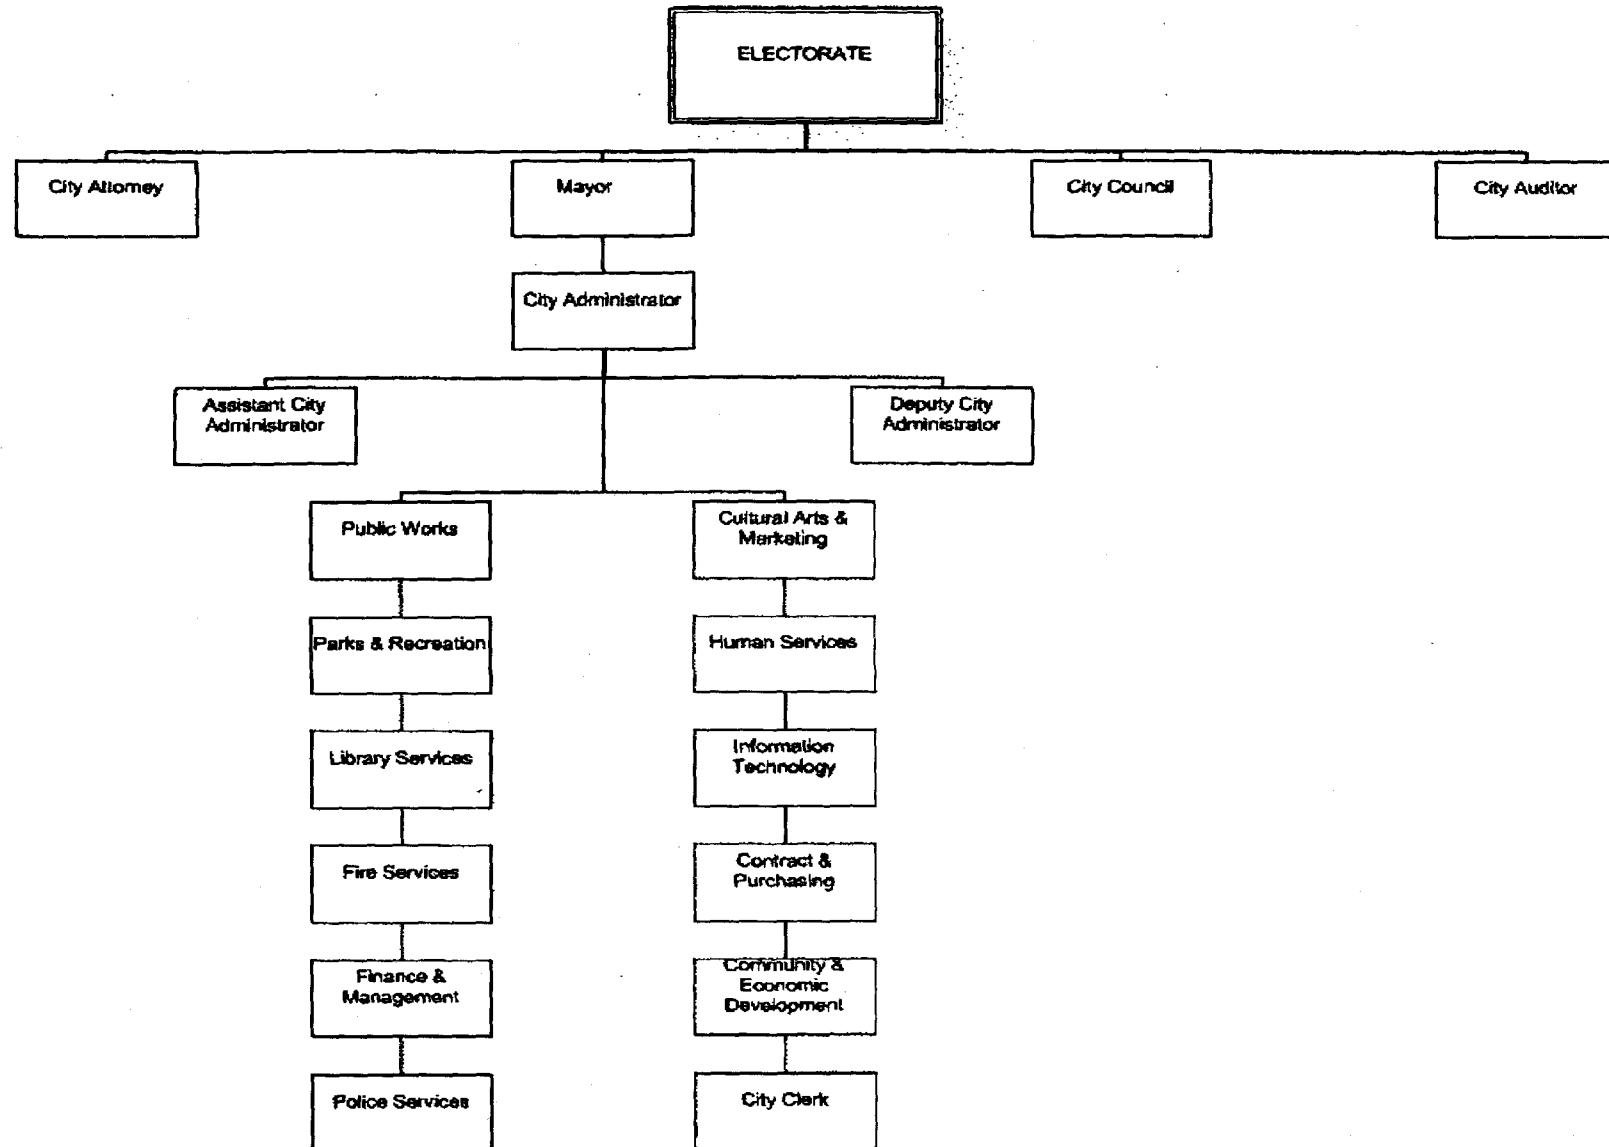 ELECTORATE
City Attorney
Mayor
City Council
City Auditor
City Administrator
Assistant City
Administrator
Deputy City
Administrator
Public Works
Cultural Arts &
Marketing
Parks & Recreation
Human Services
Library Services
Information
Technology
Fire Services
Contract &
Purchasing
Finance &
Management
Community &
Economic
Development
Police Services
City Clerk